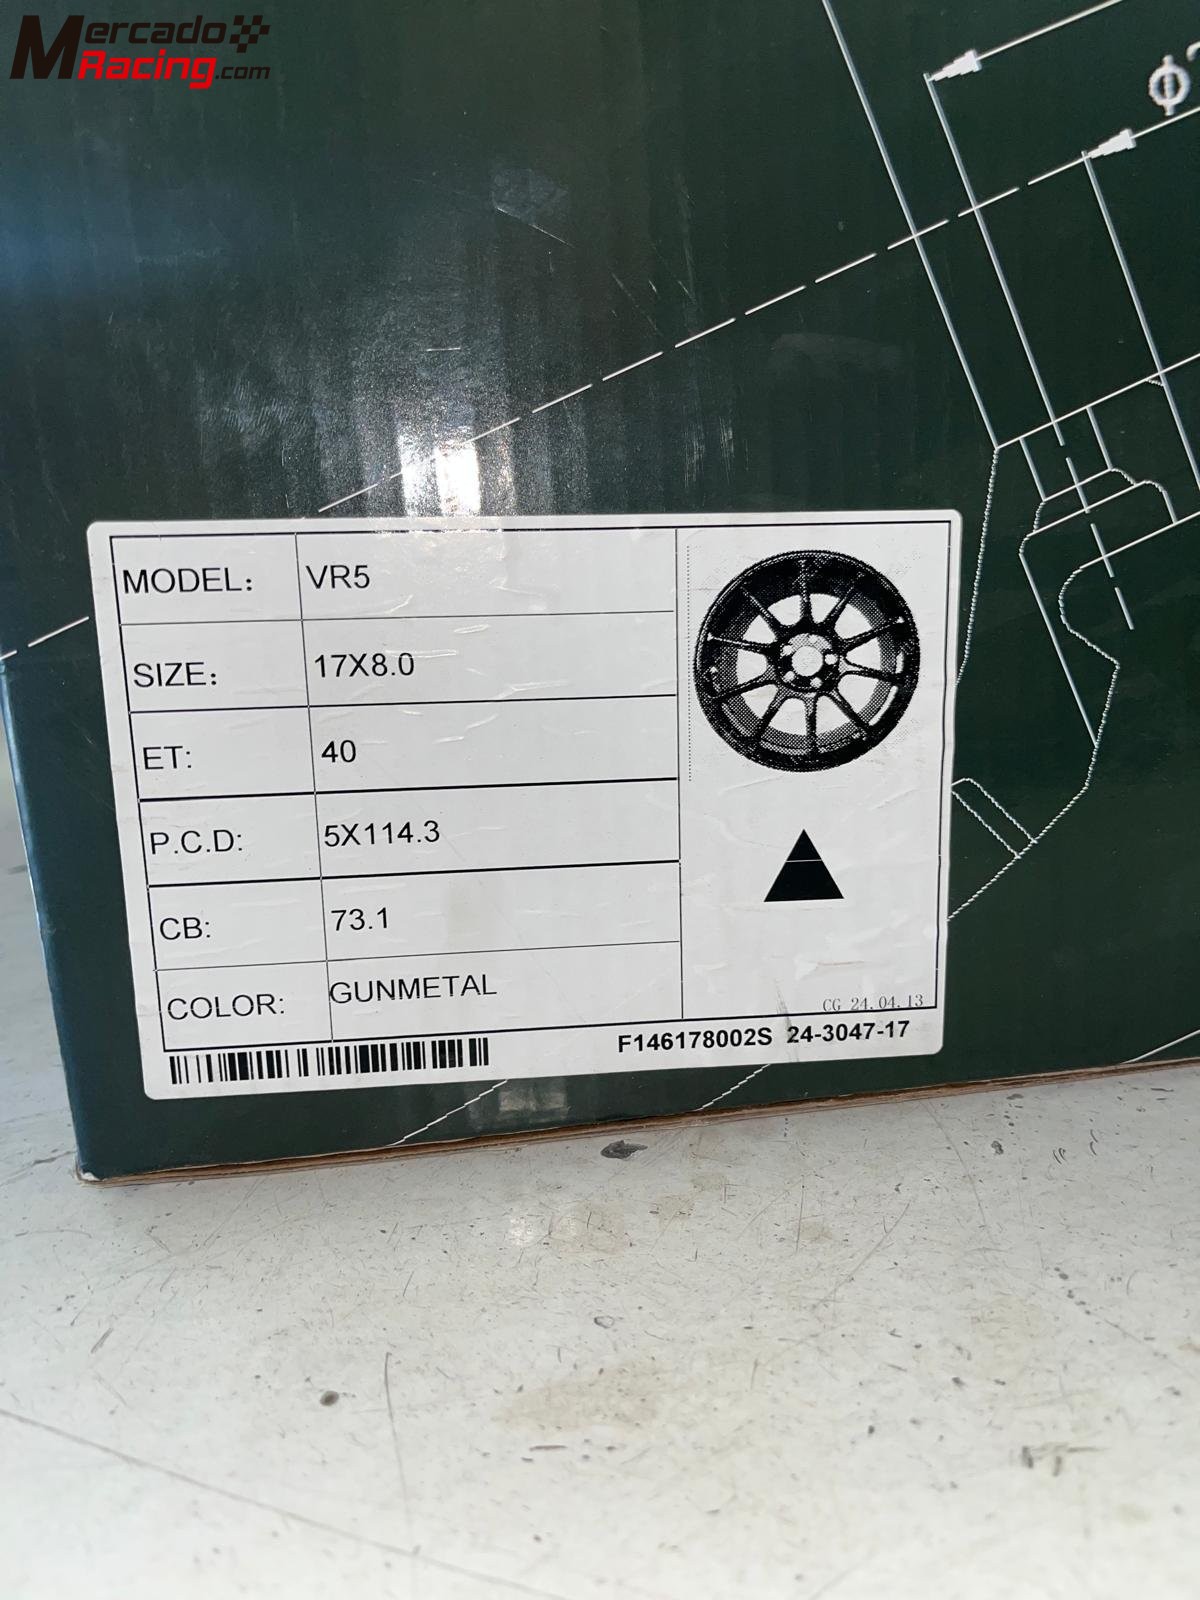 Mercado
Racing.com
ϕ
MODEL: VR5
SIZE: 17X8.0
ET: 40
P.C.D: 5X114.3
CB: 73.1
COLOR: GUNMETAL
CG 24.04.13
F146178002S 24-3047-17